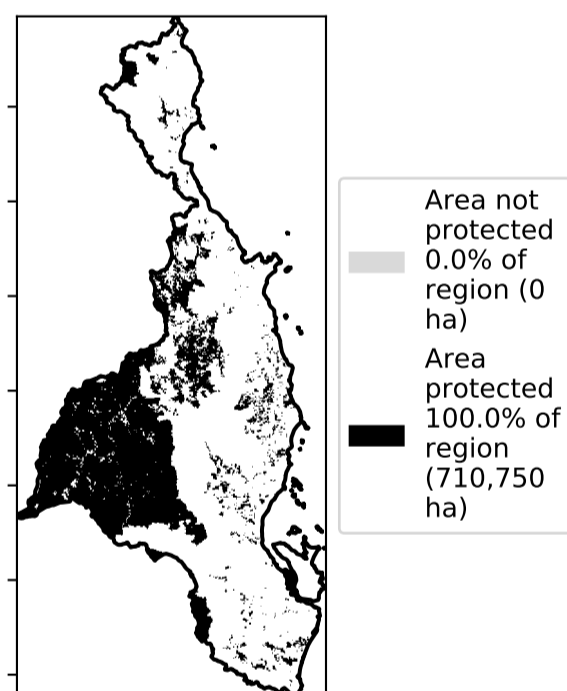 Area not
protected
0.0% of
region (0
ha)
Area
protected
100.0% of
region
(710,750
ha)